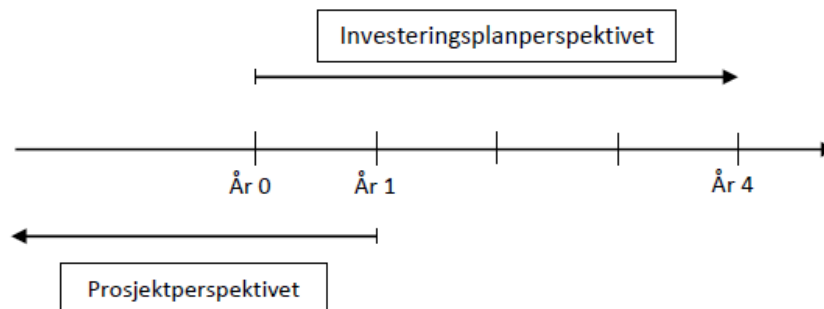 Investeringsplanperspektivet
År 0
År 1
År 4
Prosjektperspektivet